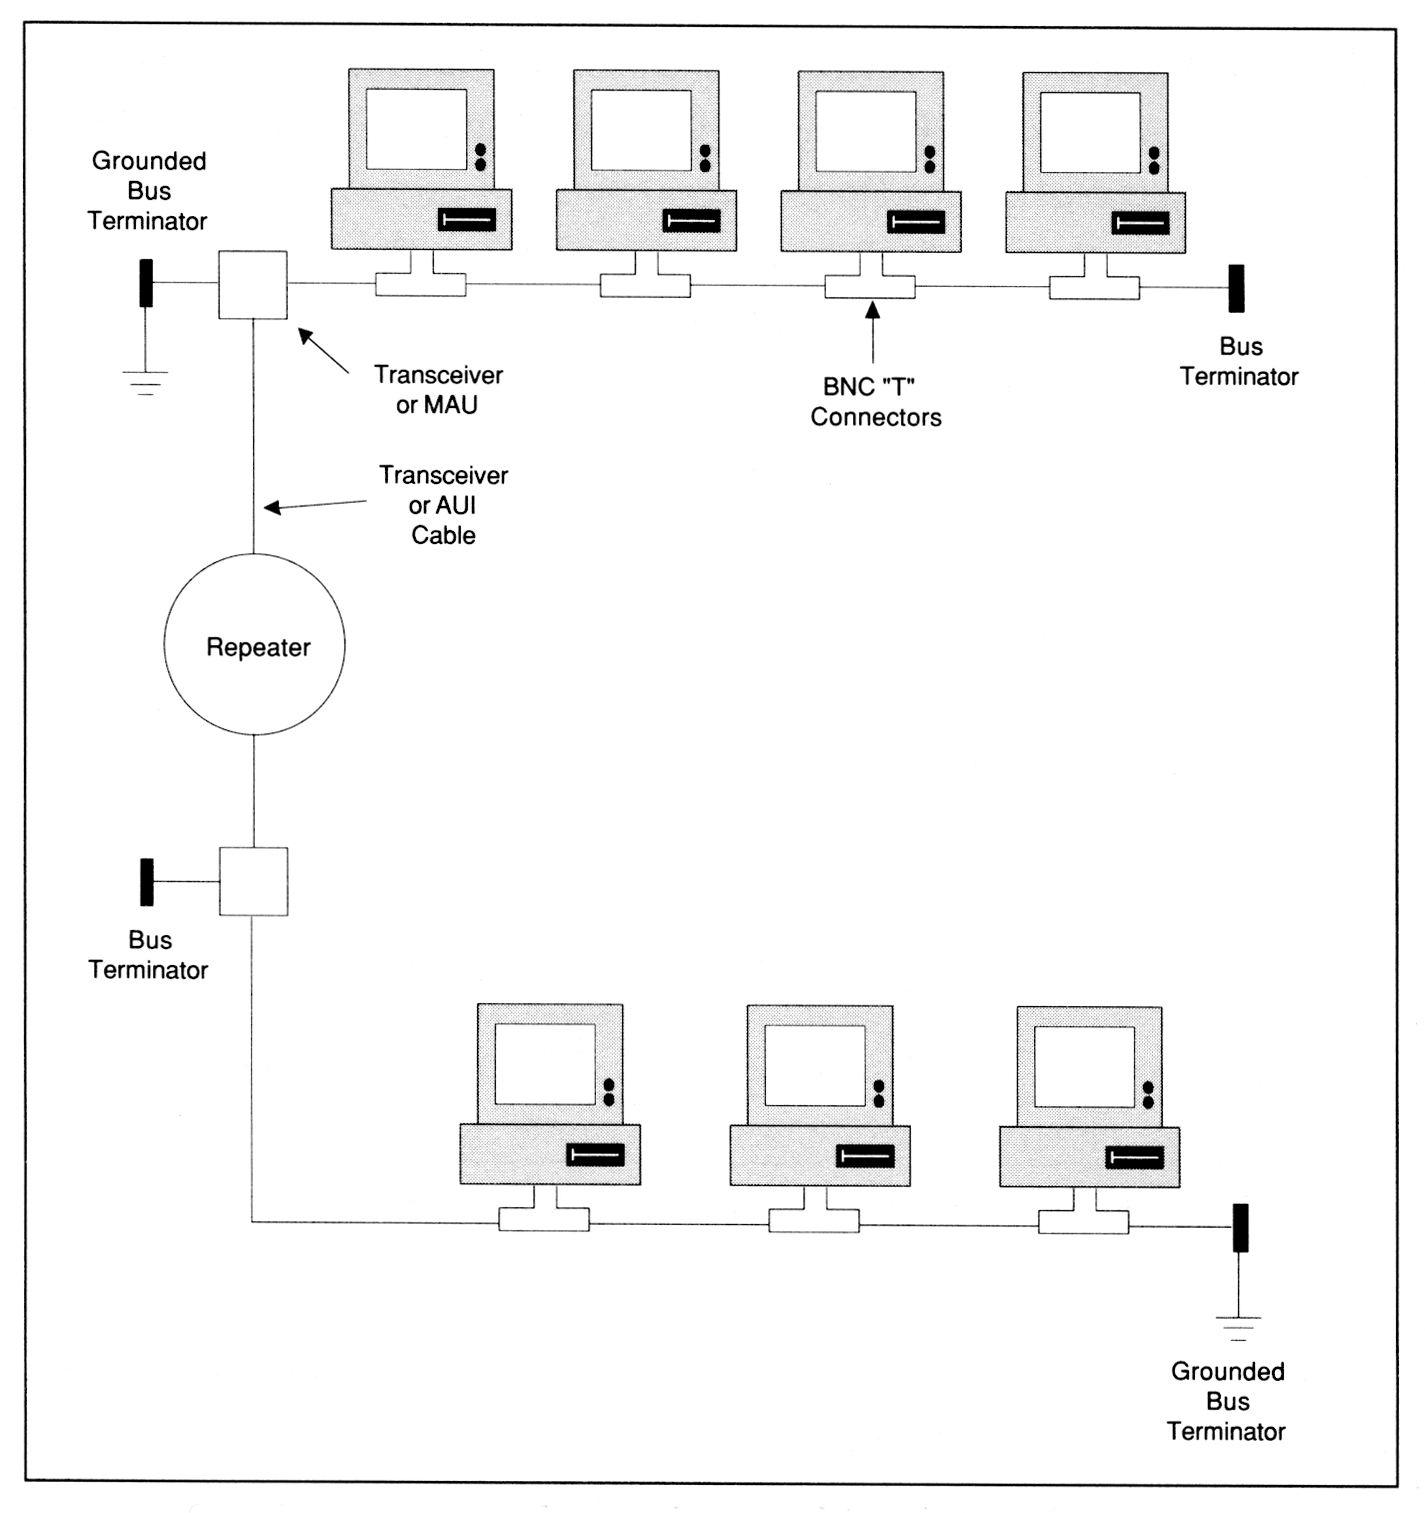 Grounded
Bus
Terminator
Transceiver
or MAU
BNC "T"
Connectors
Bus
Terminator
Transceiver
or AUI
Cable
Repeater
Bus
Terminator
Grounded
Bus
Terminator